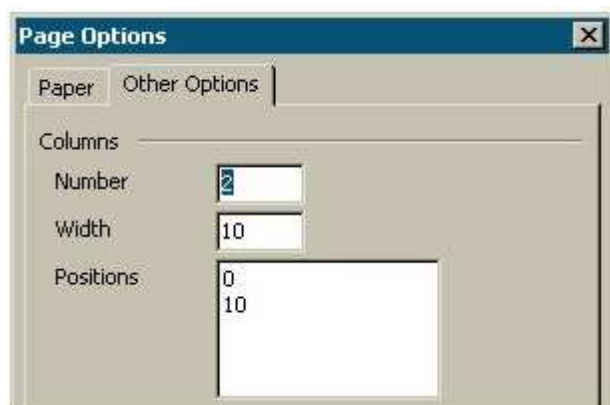 Page Options
Paper Other Options
Columns
Number 2
Width 10
Positions 0
10